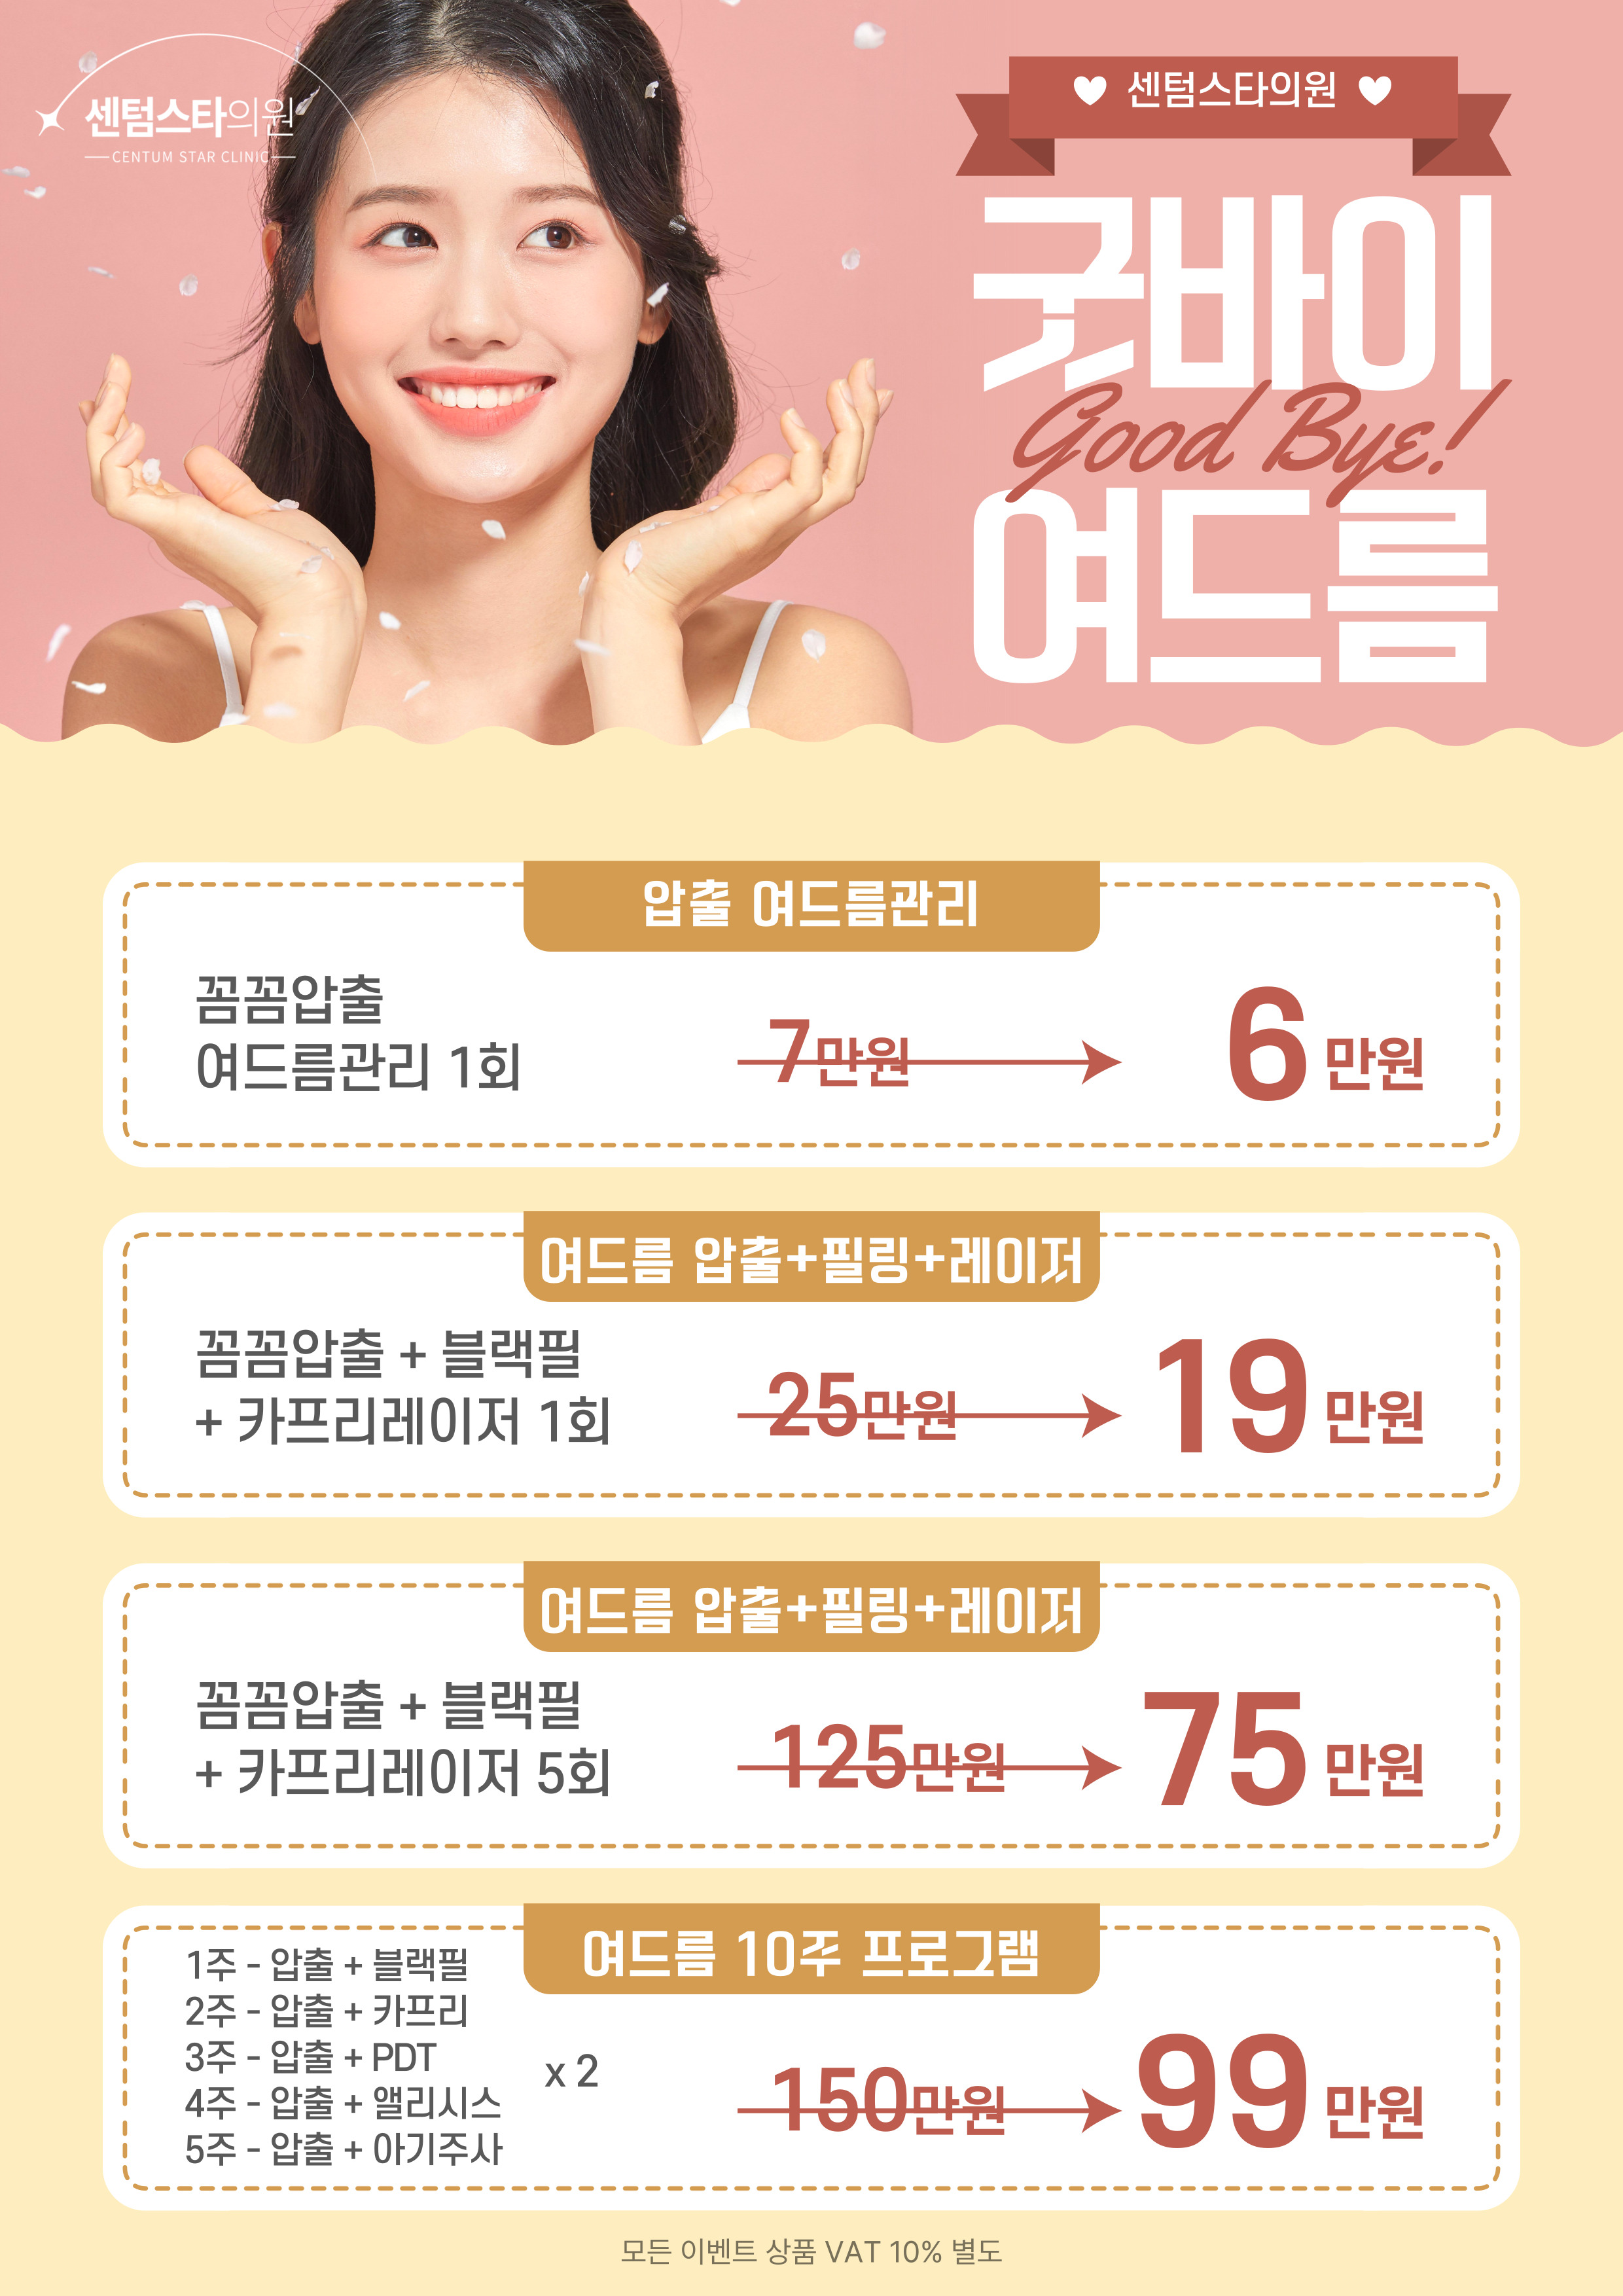 센텀스타의원
CENTUM STAR CLINIC
센텀스타의원
굿바이
Good Bye!
여드름
압출 여드름관리
꼼꼼압출
여드름관리 1회
7만원
6만원
여드름 압출+필링+레이저
꼼꼼압출 + 블랙필
+ 카프리레이저 1회
25만원
19만원
여드름 압출+필링+레이저
꼼꼼압출 + 블랙필
+ 카프리레이저 5회
125만원
75만원
여드름 10주 프로그램
1주 - 압출 + 블랙필
2주 - 압출 + 카프리
3주 - 압출 + PDT
4주 - 압출 + 앨리시스
5주 - 압출 + 아기주사
x 2
150만원
99만원
모든 이벤트 상품 VAT 10% 별도